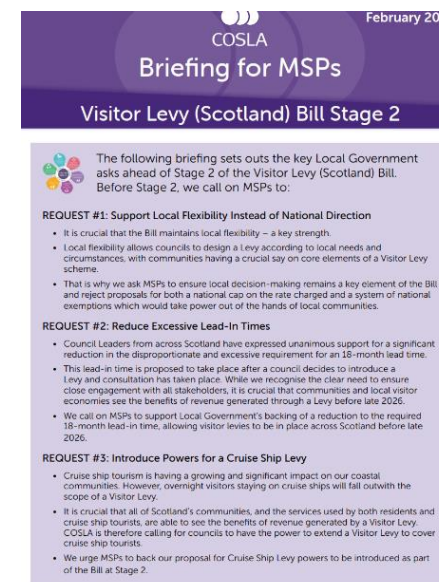 February 20
COSLA
Briefing for MSPs
Visitor Levy (Scotland) Bill Stage 2
The following briefing sets outs the key Local Government
asks ahead of Stage 2 of the Visitor Levy (Scotland) Bill.
Before Stage 2, we call on MSPs to:
REQUEST #1: Support Local Flexibility Instead of National Direction
• It is crucial that the Bill maintains local flexibility – a key strength.
• Local flexibility allows councils to design a Levy according to local needs and
circumstances, with communities having a crucial say on core elements of a Visitor Levy
scheme.
• That is why we ask MSPs to ensure local decision-making remains a key element of the Bill
and reject proposals for both a national cap on the rate charged and a system of national
exemptions which would take power out of the hands of local communities.
REQUEST #2: Reduce Excessive Lead-In Times
• Council Leaders from across Scotland have expressed unanimous support for a significant
reduction in the disproportionate and excessive requirement for an 18-month lead time.
• This lead-in time is proposed to take place after a council decides to introduce a
Levy and consultation has taken place. While we recognise the clear need to ensure
close engagement with all stakeholders, it is crucial that communities and local visitor
economies see the benefits of revenue generated through a Levy before late 2026.
• We call on MSPs to support Local Government's backing of a reduction to the required
18-month lead-in time, allowing visitor levies to be in place across Scotland before late
2026.
REQUEST #3: Introduce Powers for a Cruise Ship Levy
• Cruise ship tourism is having a growing and significant impact on our coastal
communities. However, overnight visitors staying on cruise ships will fall outwith the
scope of a Visitor Levy.
• It is crucial that all of Scotland's communities, and the services used by both residents and
cruise ship tourists, are able to see the benefits of revenue generated by a Visitor Levy.
COSLA is therefore calling for councils to have the power to extend a Visitor Levy to cover
cruise ship tourists.
• We urge MSPs to back our proposal for Cruise Ship Levy powers to be introduced as part
of the Bill at Stage 2.